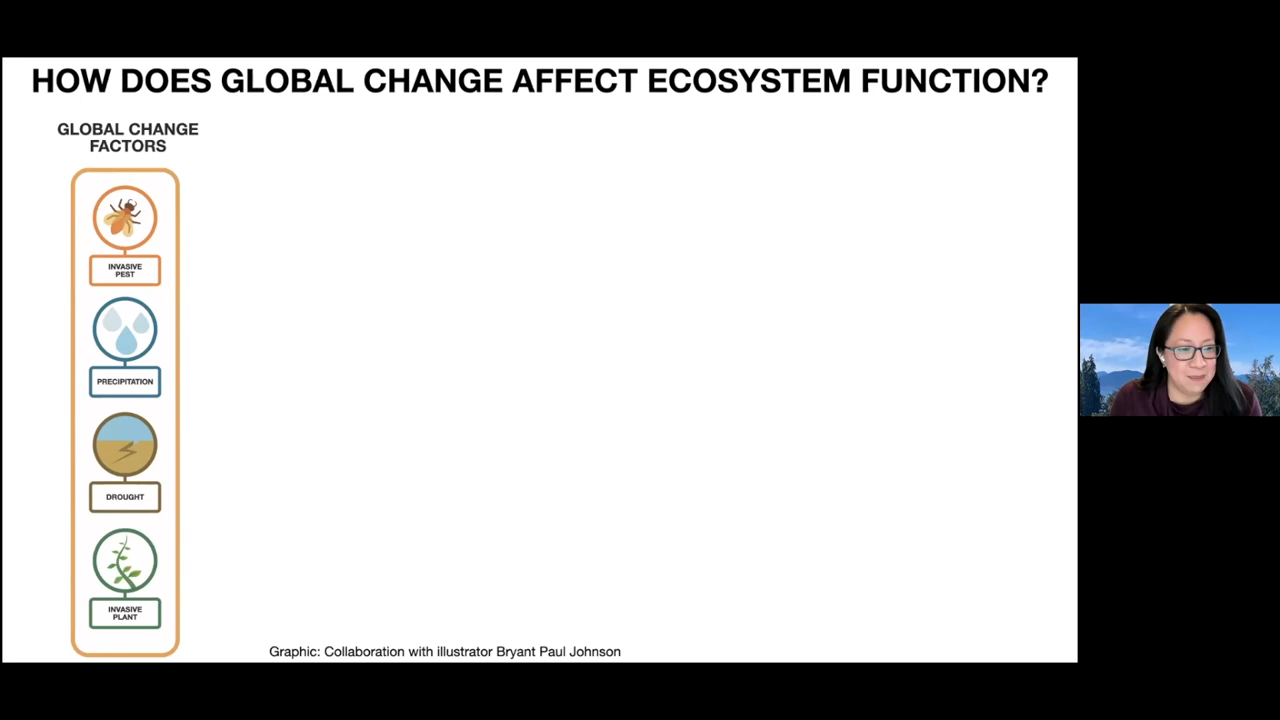 HOW DOES GLOBAL CHANGE AFFECT ECOSYSTEM FUNCTION?
GLOBAL CHANGE
FACTORS
INVASIVE
PEST
PRECIPITATION
DROUGHT
INVASIVE
PLANT
Graphic: Collaboration with illustrator Bryant Paul Johnson